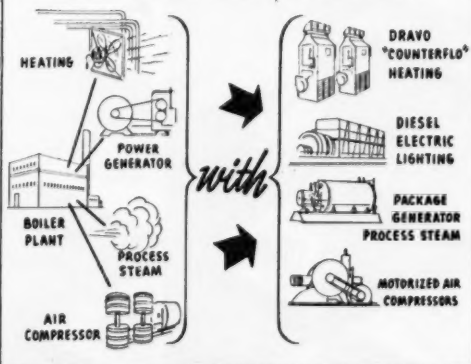 HEATING
POWER
GENERATOR
BOILER
PLANT
PROCESS
STEAM
AIR
COMPRESSOR
with
DRAVO
"COUNTERFLO"
HEATING
DIESEL
ELECTRIC
LIGHTING
PACKAGE
GENERATOR
PROCESS STEAM
MOTORIZED AIR
COMPRESSORS